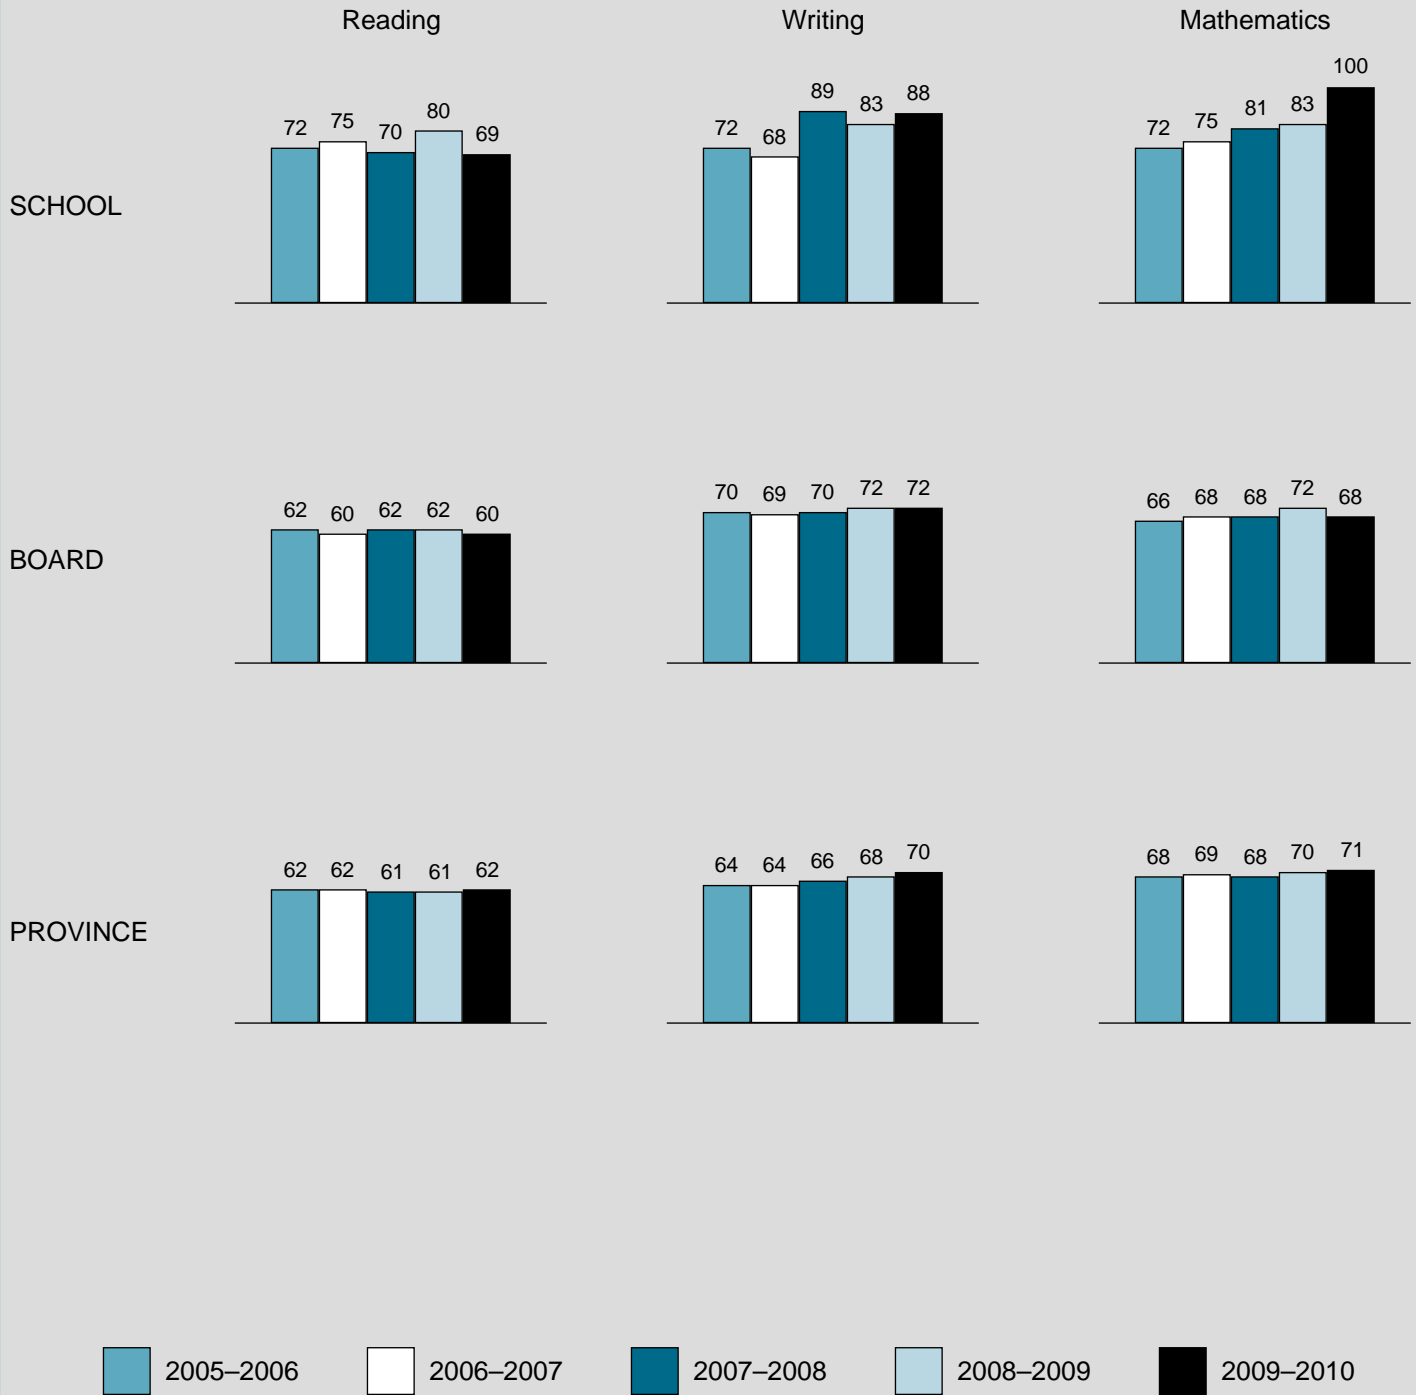 Reading Writing Mathematics
SCHOOL
72 75 70 80 69
72 68 89 83 88
72 75 81 83 100
BOARD
62 60 62 62 60
70 69 70 72 72
66 68 68 72 68
PROVINCE
62 62 61 61 62
64 64 66 68 70
68 69 68 70 71
2005–2006 2006–2007 2007–2008 2008–2009 2009–2010